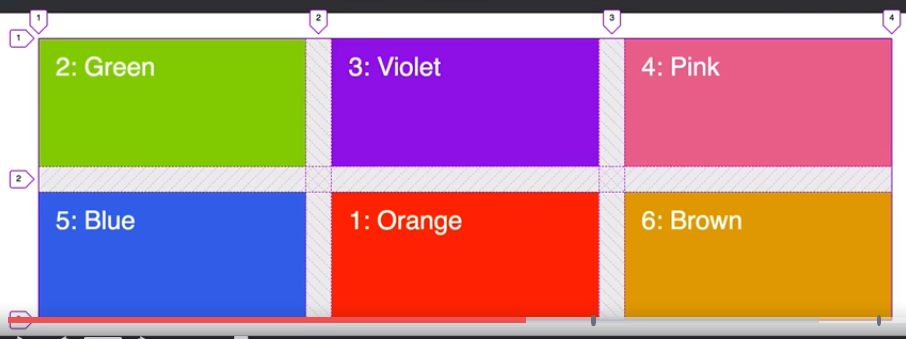 1 2 3 4
1
2: Green 3: Violet 4: Pink
2
5: Blue 1: Orange 6: Brown